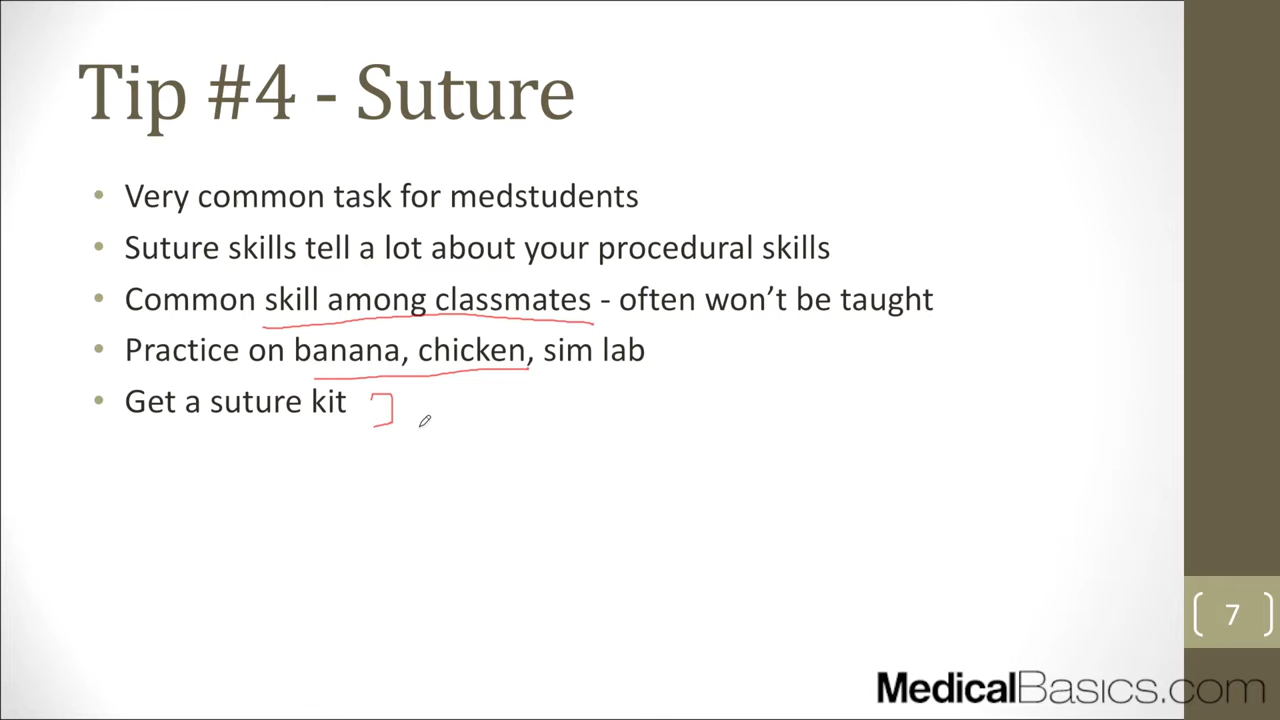 Tip #4 - Suture
• Very common task for medstudents
• Suture skills tell a lot about your procedural skills
• Common skill among classmates - often won’t be taught
• Practice on banana, chicken, sim lab
• Get a suture kit
7
MedicalBasics.com